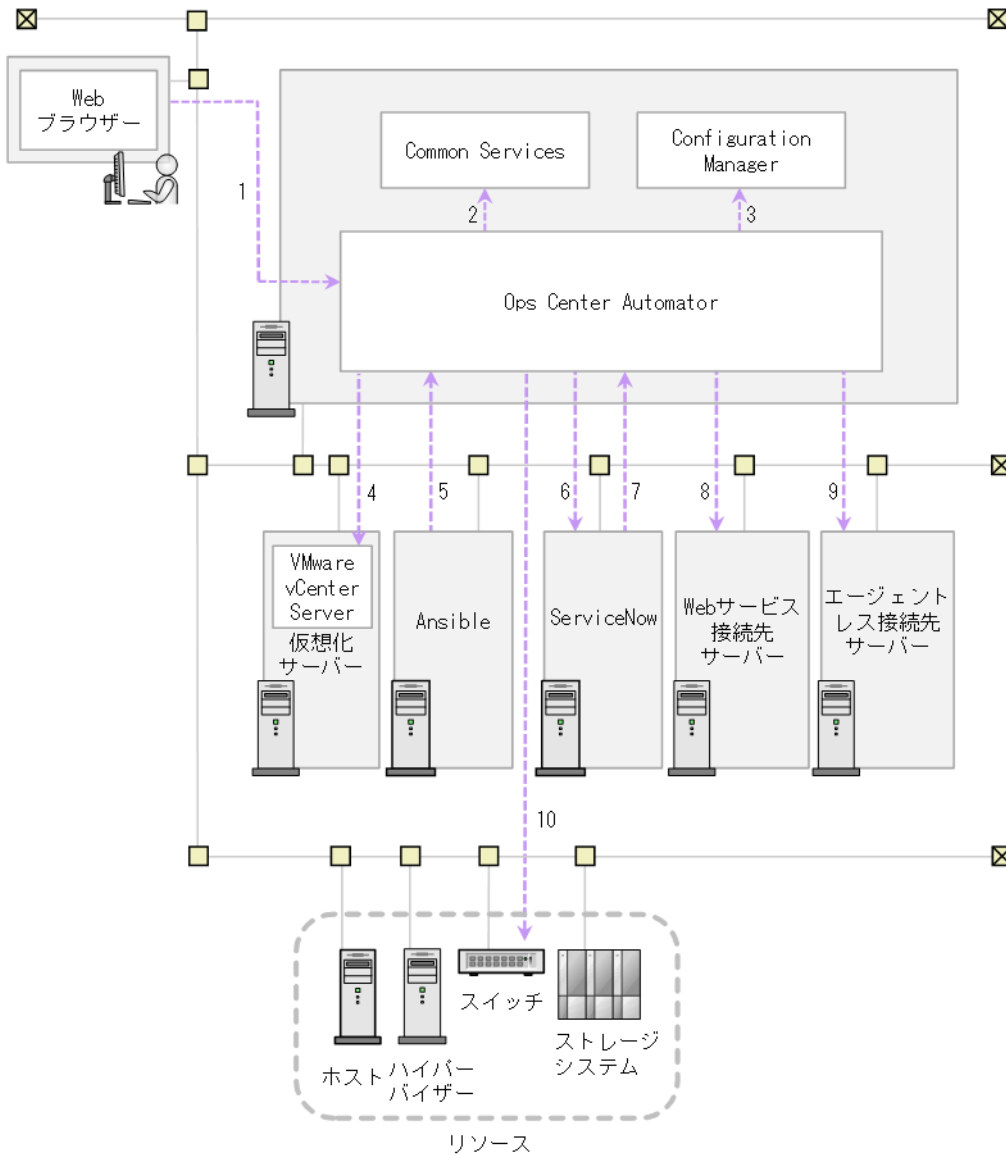 Web
ブラウザー
1
Common Services
Configuration
Manager
2
3
Ops Center Automator
4
5
6
7
8
9
VMware
vCenter
Server
仮想化
サーバー
Ansible
ServiceNow
Webサービス
接続先
サーバー
エージェント
レス接続先
サーバー
10
ホスト
ハイパー
バイザー
スイッチ
ストレージ
システム
リソース